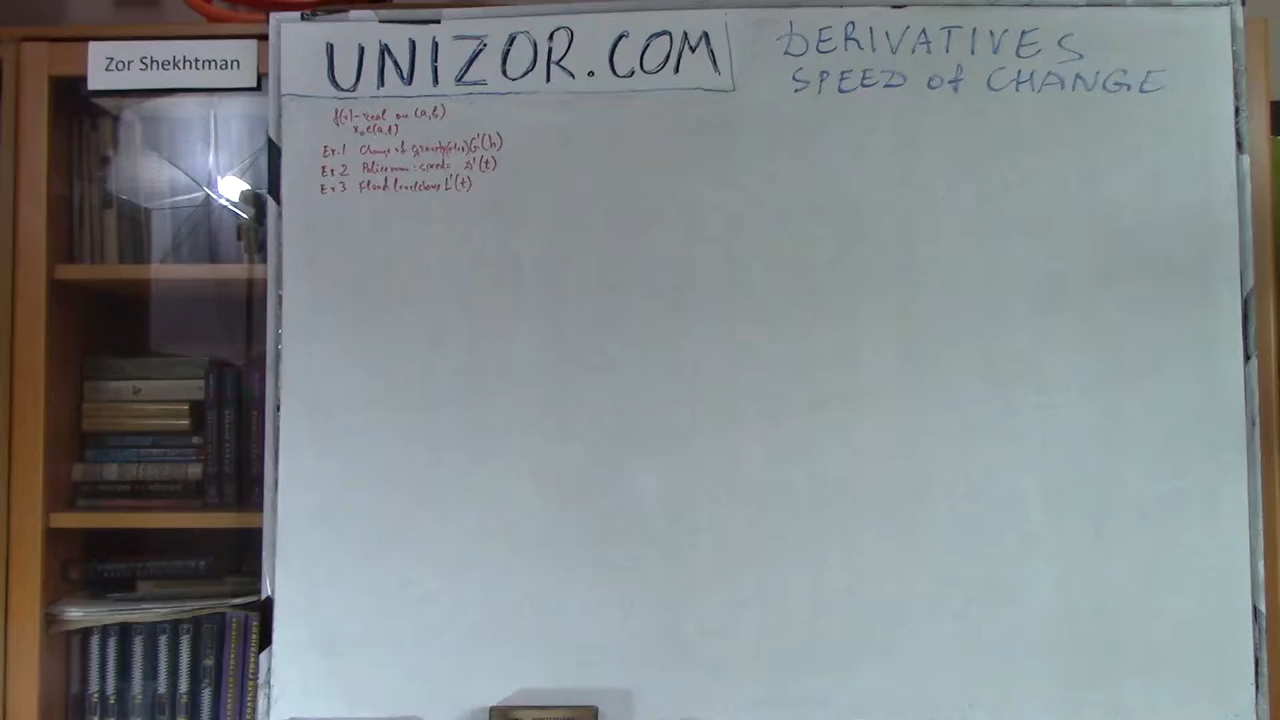 Zor Shekhtman
UNIZOR.COM
DERIVATIVES
SPEED of CHANGE
f(x) - real on (a,b)
x₀∈(a,b)
Ex.1 Change of gravity G'(h)
Ex.2 Policeman - speed = s'(t)
Ex 3 Flood level change L'(t)